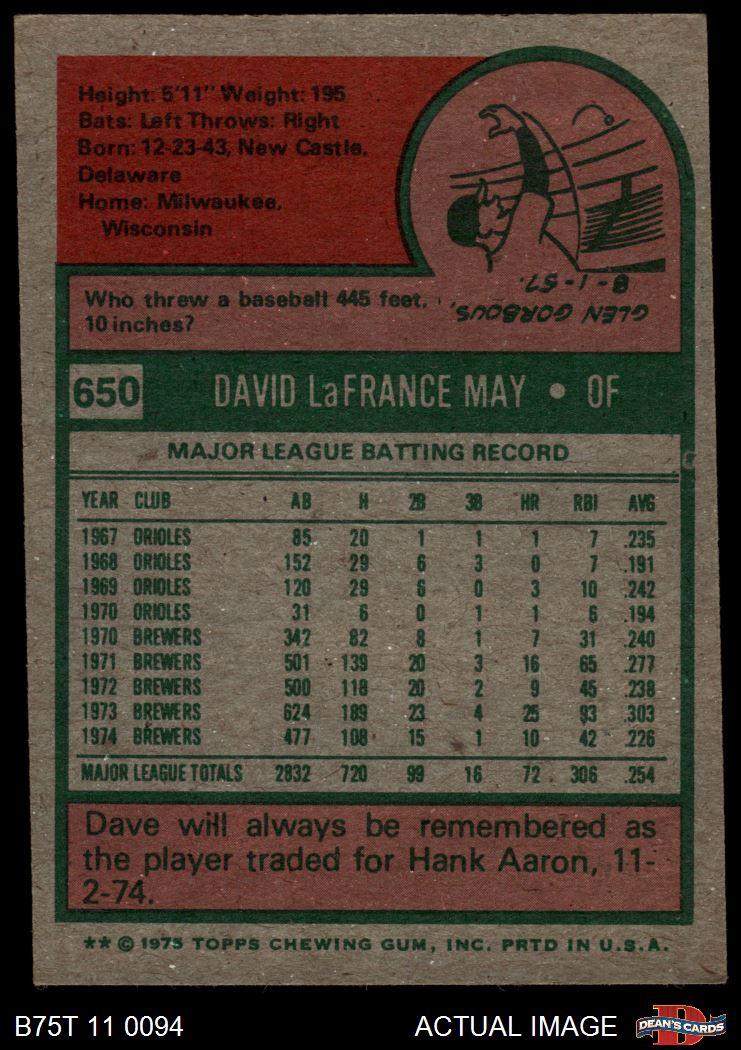 Height: 5'11" Weight: 195
Bats: Left Throws: Right
Born: 12-23-43, New Castle,
Delaware
Home: Milwaukee,
Wisconsin
Who threw a baseball 445 feet,
10 inches?
GLEN GORBOUS,
8-1-57.
650 DAVID LaFRANCE MAY • OF
MAJOR LEAGUE BATTING RECORD
YEAR CLUB AB H 2B 3B HR RBI AVG
1967 ORIOLES 85 20 1 1 1 7 .235
1968 ORIOLES 152 29 6 3 0 7 .191
1969 ORIOLES 120 29 6 0 3 10 .242
1970 ORIOLES 31 6 0 1 1 6 .194
1970 BREWERS 342 82 8 1 7 31 .240
1971 BREWERS 501 139 20 3 16 65 .277
1972 BREWERS 500 118 20 2 9 45 .238
1973 BREWERS 624 189 23 4 25 93 .303
1974 BREWERS 477 108 15 1 10 42 .226
MAJOR LEAGUE TOTALS 2832 720 99 16 72 306 .254
Dave will always be remembered as
the player traded for Hank Aaron, 11-
2-74.
** © 1975 TOPPS CHEWING GUM, INC. PRTD IN U.S.A.
B75T 11 0094 ACTUAL IMAGE DEAN'S CARDS